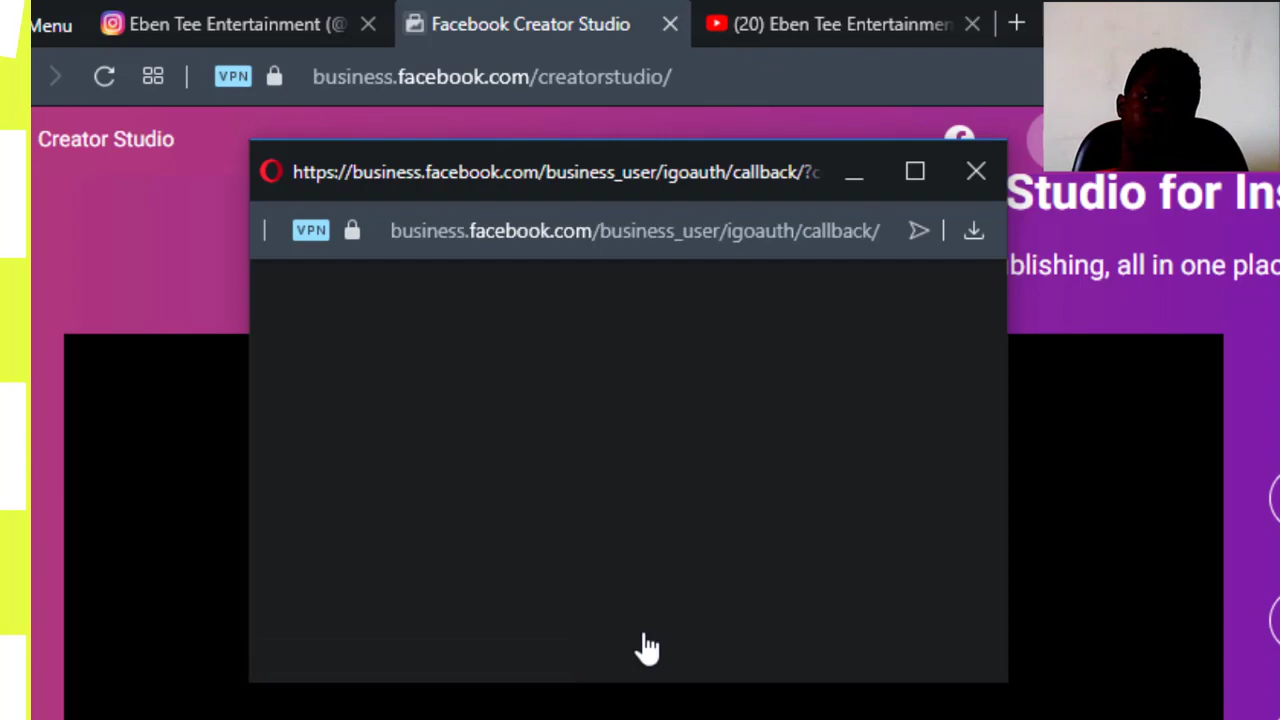 Menu
Eben Tee Entertainment (@
Facebook Creator Studio
(20) Eben Tee Entertainmen
VPN
business.facebook.com/creatorstudio/
Creator Studio
https://business.facebook.com/business_user/igoauth/callback/?c
VPN
business.facebook.com/business_user/igoauth/callback/
Studio for Ins
blishing, all in one plac